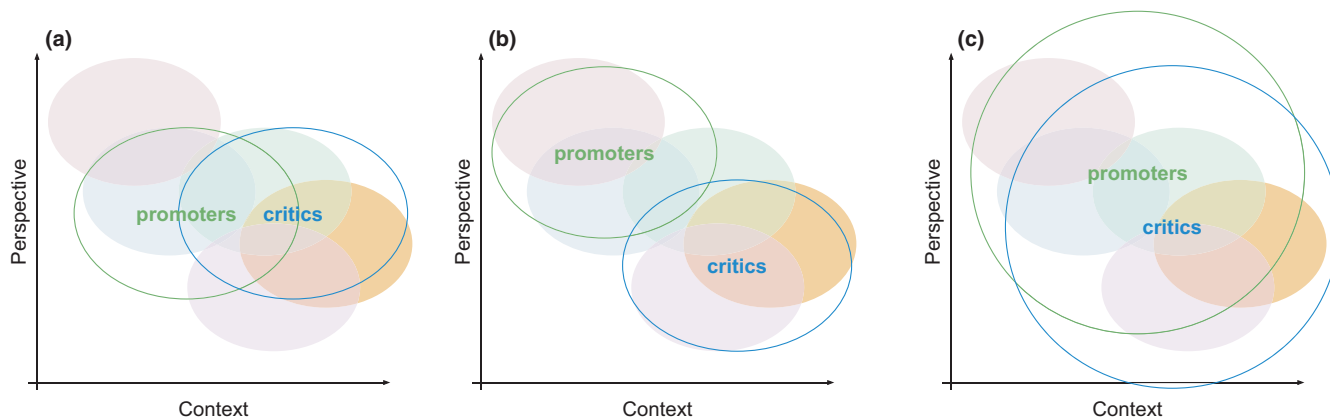 (a)
Perspective
promoters
critics
Context
(b)
Perspective
promoters
critics
Context
(c)
Perspective
promoters
critics
Context